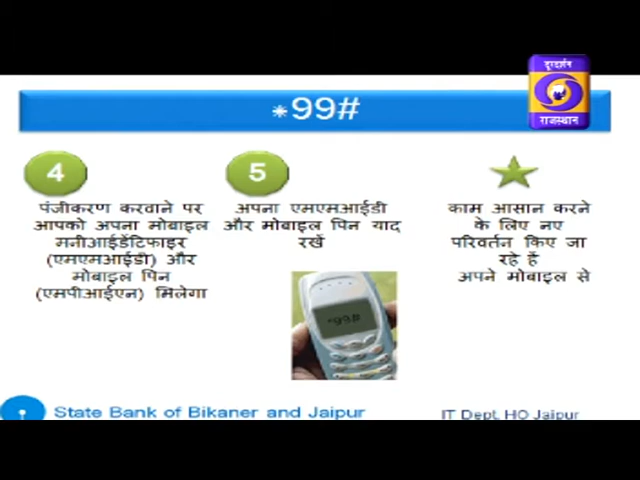 दूरदर्शन
राजस्थान
*99#
4
पंजीकरण करवाने पर
आपको अपना मोबाइल
मनीआईडेंटिफाइर
(एमएमआईडी) और
मोबाइल पिन
(एमपीआईएन) मिलेगा
5
अपना एमएमआईडी
और मोबाइल पिन याद
रखें
*99#
काम आसान करने
के लिए नए
परिवर्तन किए जा
रहे हैं
अपने मोबाइल से
State Bank of Bikaner and Jaipur
IT Dept, HO Jaipur